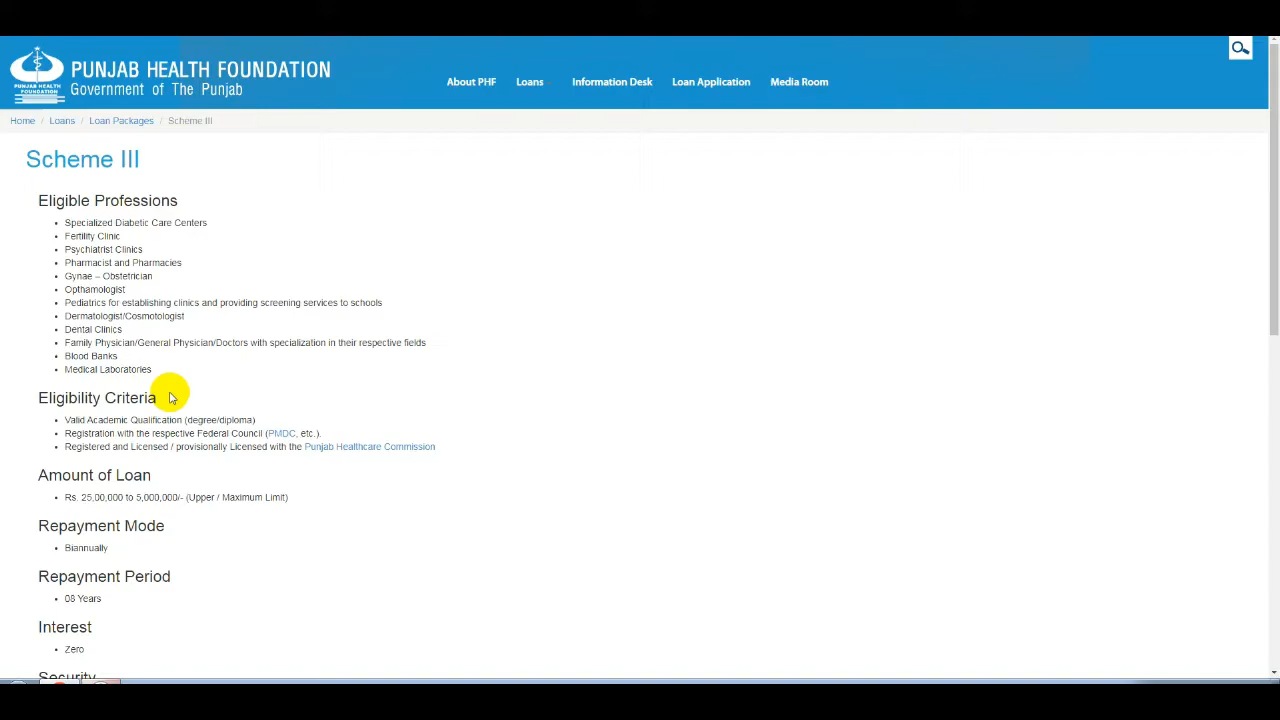 PUNJAB HEALTH FOUNDATION
Government of The Punjab
PUNJAB HEALTH
FOUNDATION
About PHF Loans Information Desk Loan Application Media Room
Home / Loans / Loan Packages / Scheme III
Scheme III
Eligible Professions
Specialized Diabetic Care Centers
Fertility Clinic
Psychiatrist Clinics
Pharmacist and Pharmacies
Gynae – Obstetrician
Opthamologist
Pediatrics for establishing clinics and providing screening services to schools
Dermatologist/Cosmotologist
Dental Clinics
Family Physician/General Physician/Doctors with specialization in their respective fields
Blood Banks
Medical Laboratories
Eligibility Criteria
Valid Academic Qualification (degree/diploma)
Registration with the respective Federal Council (PMDC, etc.).
Registered and Licensed / provisionally Licensed with the Punjab Healthcare Commission
Amount of Loan
Rs. 25,00,000 to 5,000,000/- (Upper / Maximum Limit)
Repayment Mode
Biannually
Repayment Period
08 Years
Interest
Zero
Security